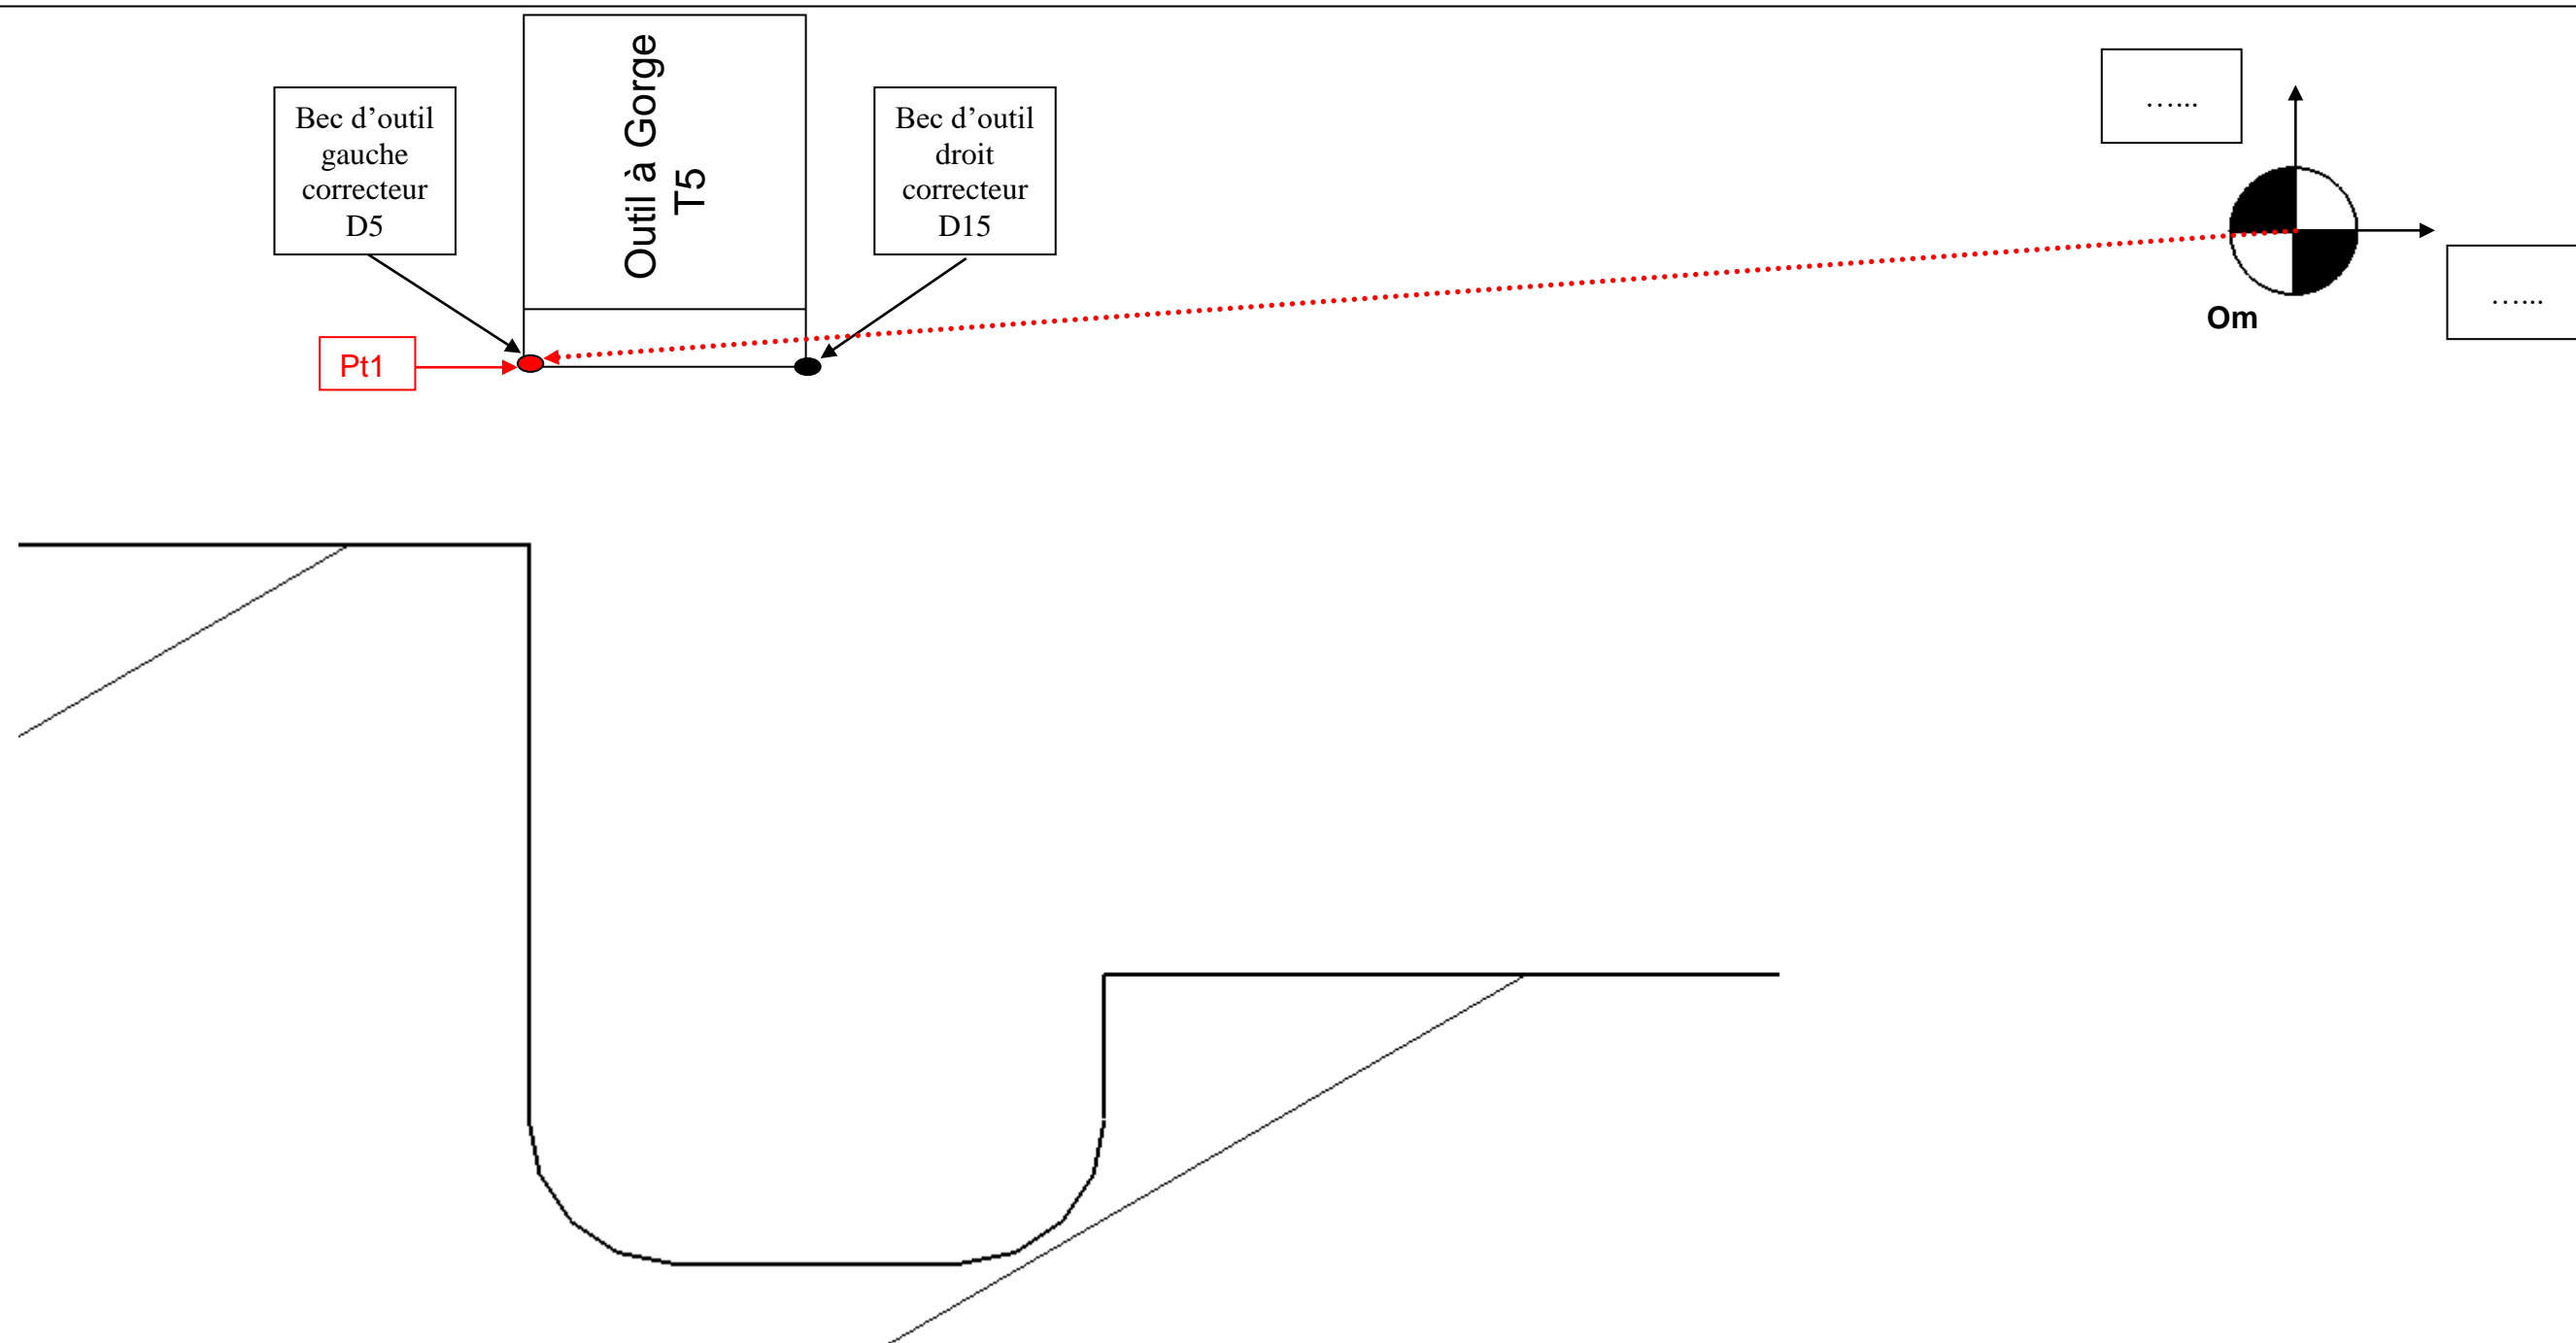 Bec d’outil
gauche
correcteur
D5
Outil à Gorge
T5
Bec d’outil
droit
correcteur
D15
…...
…...
Om
Pt1